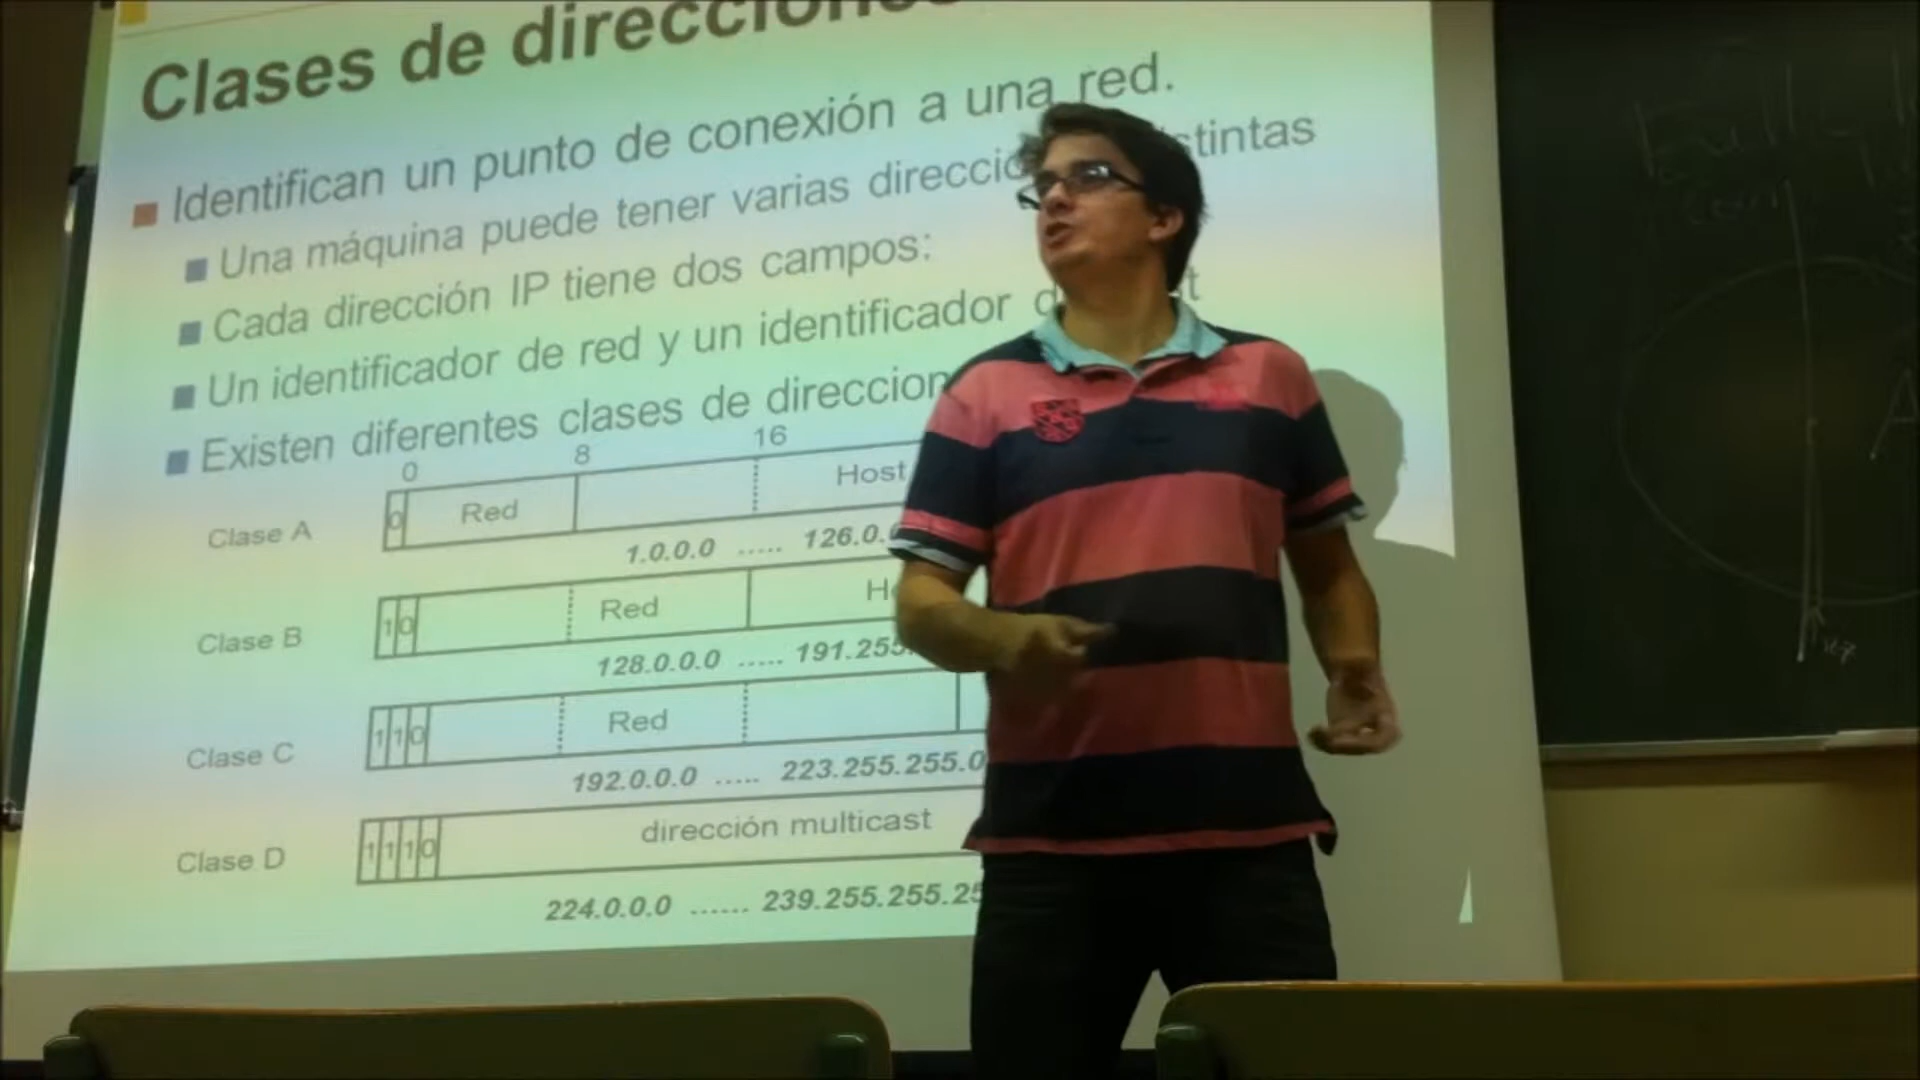 Clases de direcciones
Identifican un punto de conexión a una red.
Una máquina puede tener varias direcciones distintas
Cada dirección IP tiene dos campos:
Un identificador de red y un identificador
Existen diferentes clases de direccion
0 8 16
Clase A 0 Red Host
1.0.0.0 ..... 126.0.
Clase B 1 0 Red H
128.0.0.0 ..... 191.255.
Clase C 1 1 0 Red
192.0.0.0 ..... 223.255.255.0
Clase D 1 1 1 0 dirección multicast
224.0.0.0 ...... 239.255.255.25